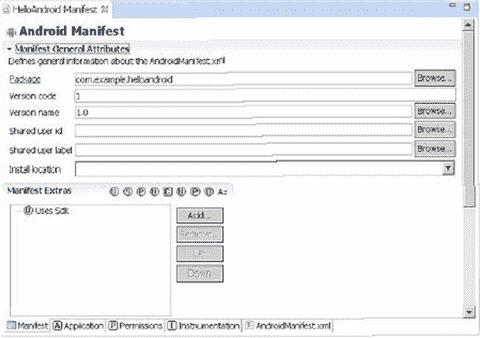 HelloAndroid Manifest
Android Manifest
Manifest General Attributes
Defines general information about the AndroidManifest.xml
Package com.example.helloandroid Browse...
Version code 1
Version name 1.0 Browse...
Shared user id Browse...
Shared user label Browse...
Install location
Manifest Extras U S P U C U P O Az
U Uses Sdk
Add...
Remove...
Up
Down
Manifest A Application P Permissions I Instrumentation F AndroidManifest.xml